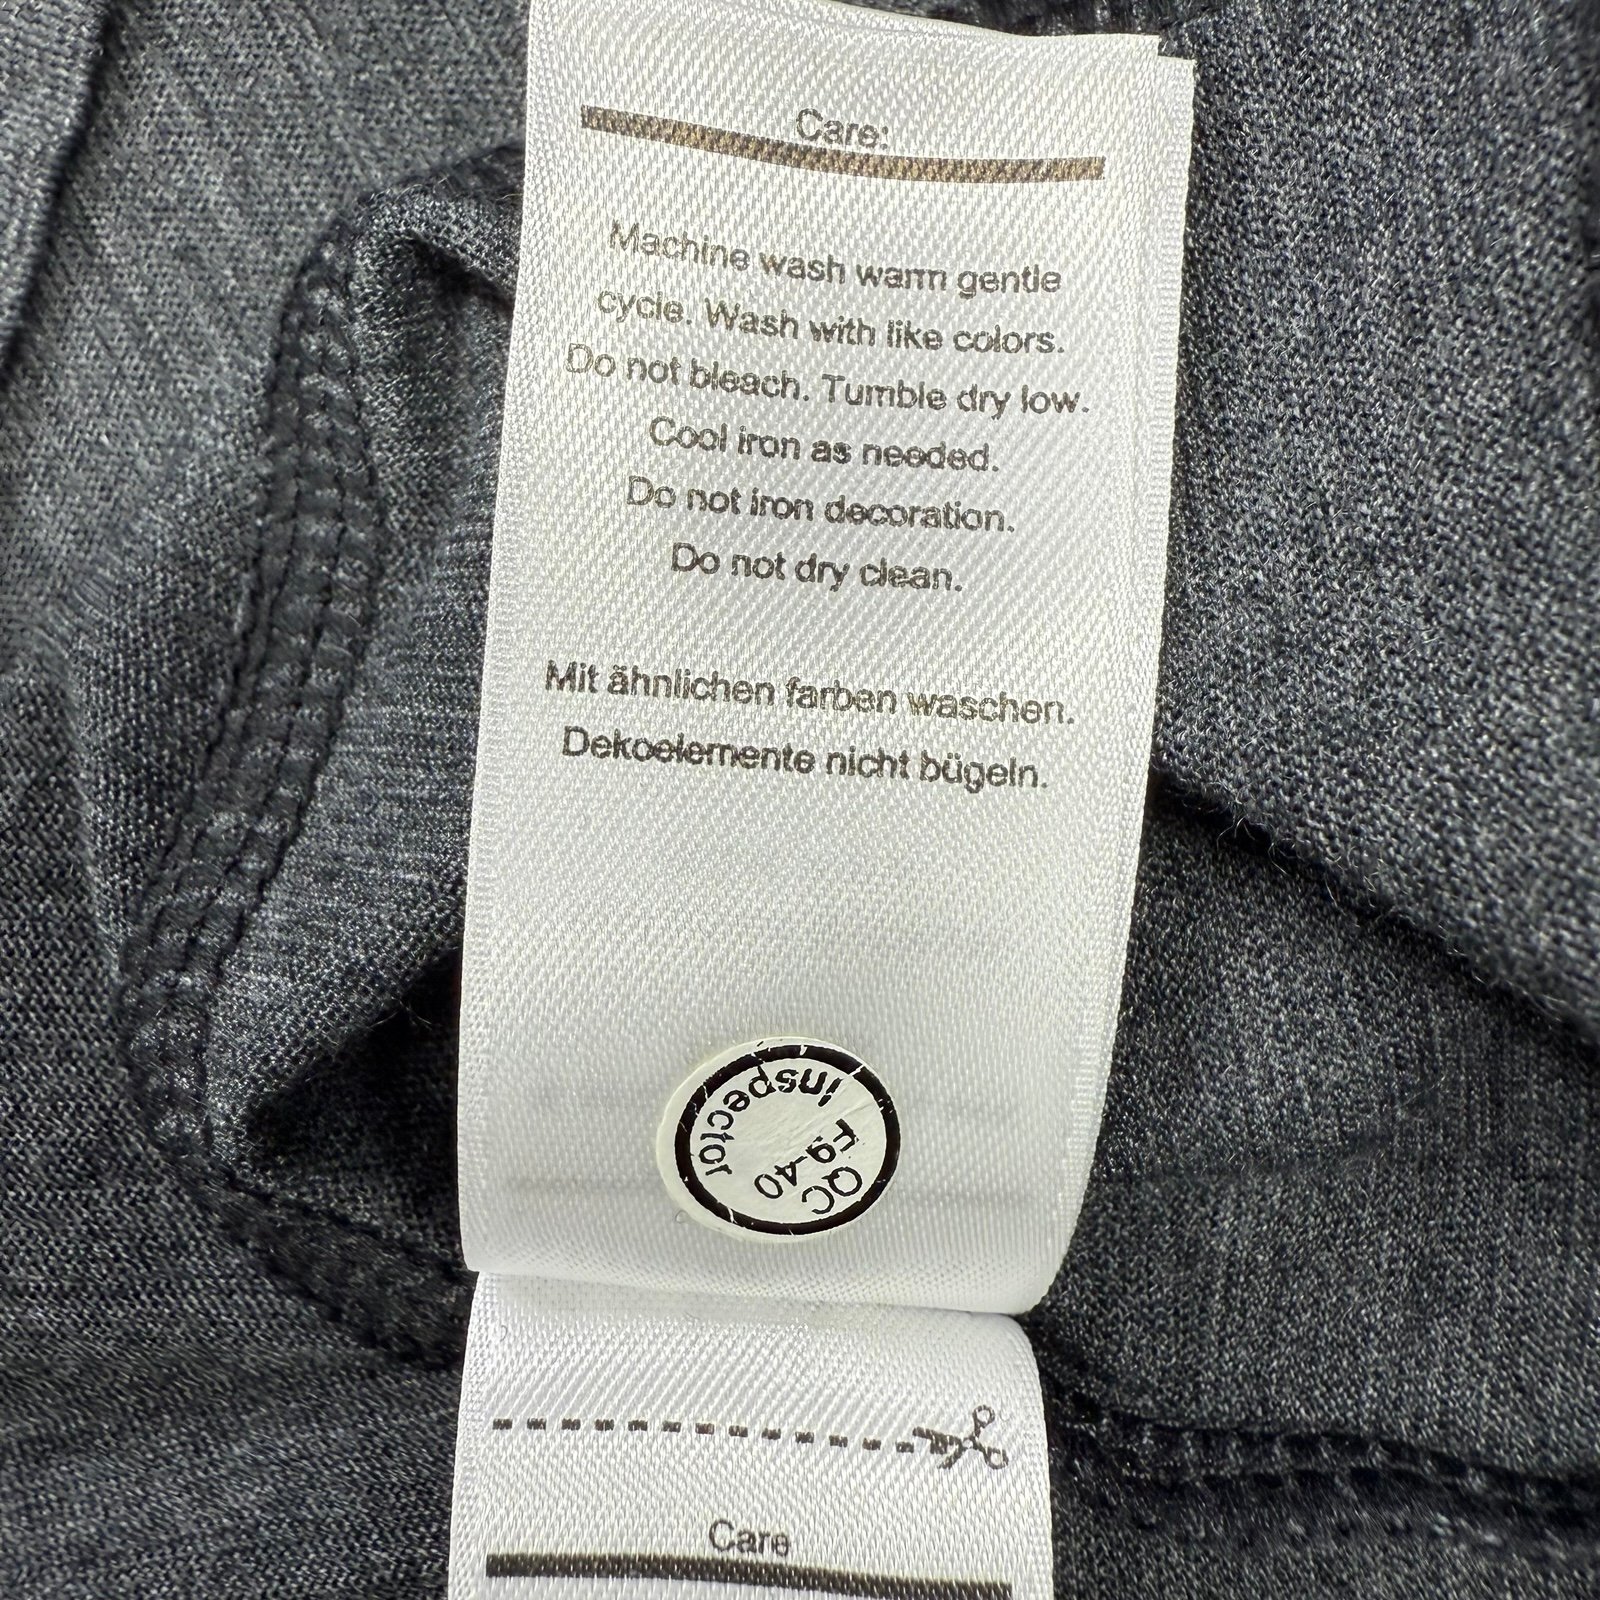 Care:
Machine wash warm gentle
cycle. Wash with like colors.
Do not bleach. Tumble dry low.
Cool iron as needed.
Do not iron decoration.
Do not dry clean.
Mit ähnlichen farben waschen.
Dekoelemente nicht bügeln.
QC
F9-40
inspector
Care